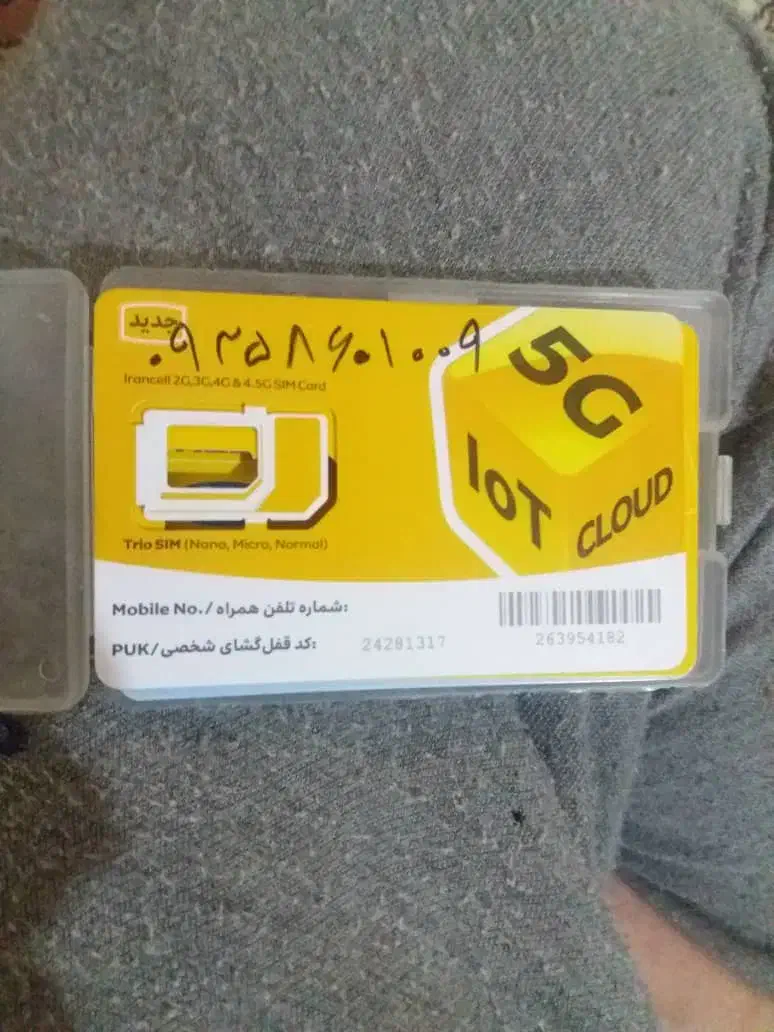 جدید
۰۹۳۵۸۶۰۱۰۰۹
Irancell 2G,3G,4G & 4.5G SIM Card
5G
IoT
CLOUD
Trio SIM (Nano, Micro, Normal)
Mobile No./شماره تلفن همراه:
PUK/کد قفل‌گشای شخصی: 24281317
263954182